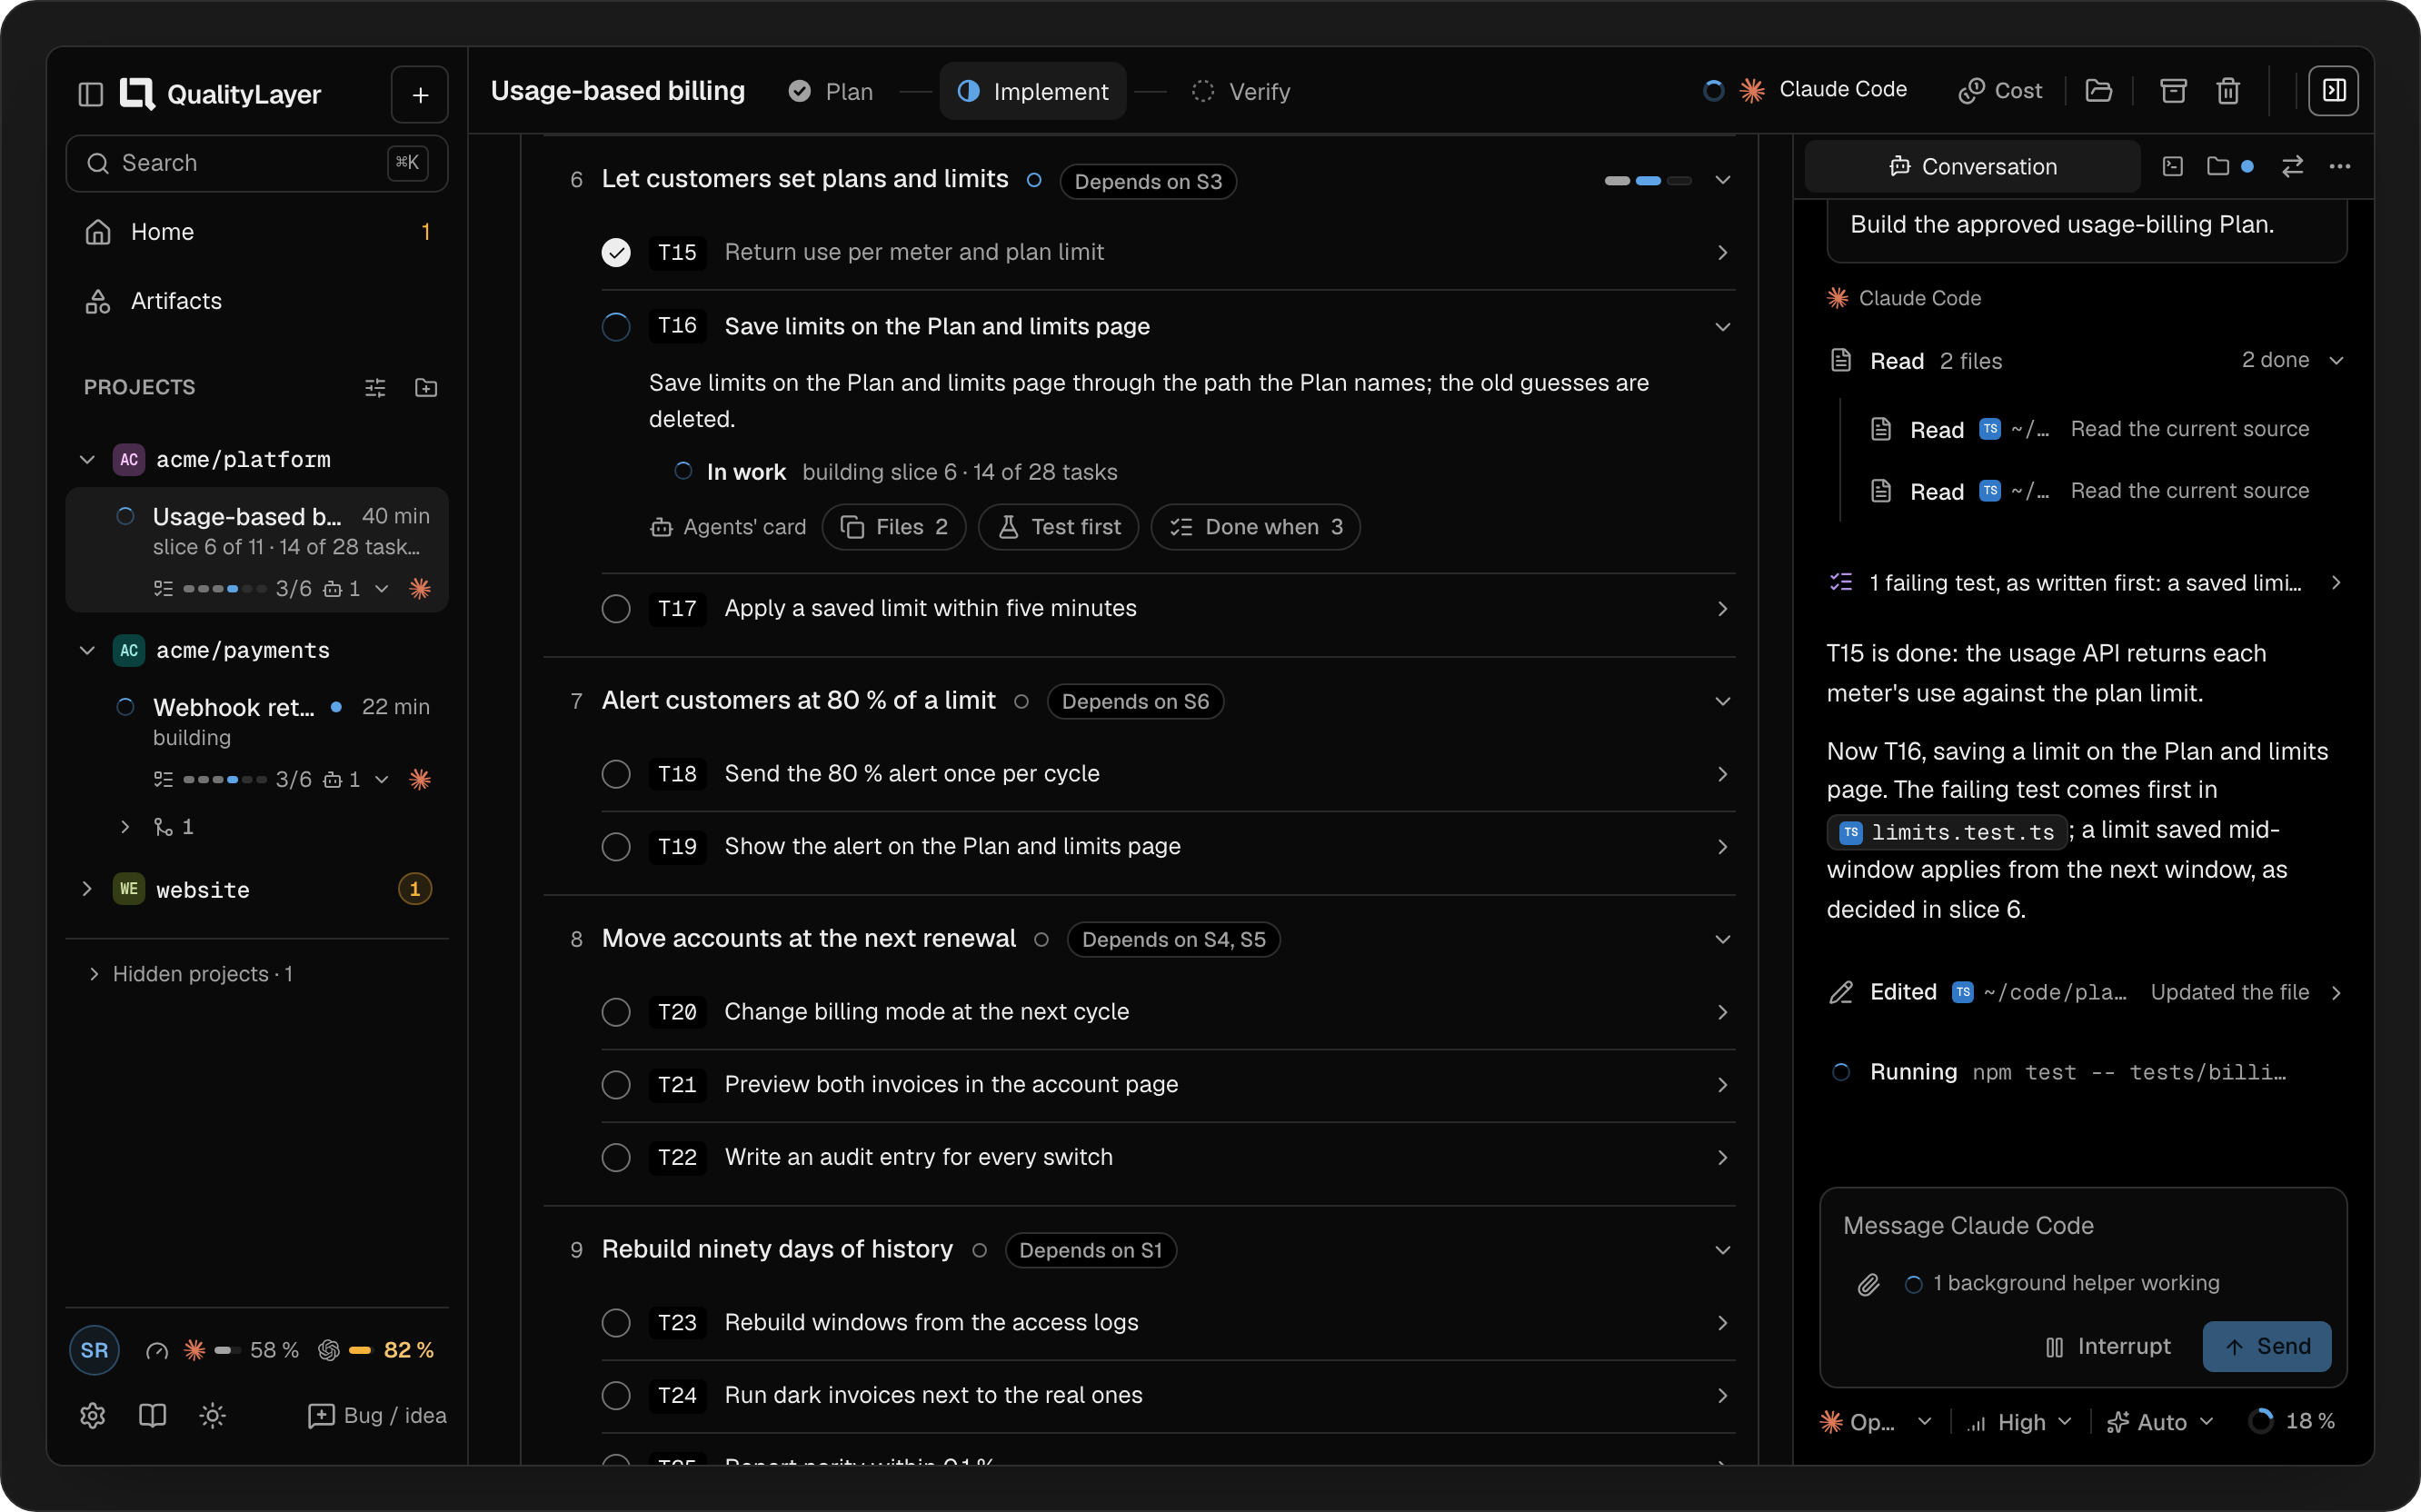 QualityLayer
+
Search ⌘K
Home 1
Artifacts
PROJECTS
AC acme/platform
Usage-based b... 40 min
slice 6 of 11 · 14 of 28 task...
3/6 1
AC acme/payments
Webhook ret... 22 min
building
3/6 1
1
WE website 1
Hidden projects · 1
SR 58 % 82 %
Bug / idea
Usage-based billing Plan Implement Verify
Claude Code Cost
6 Let customers set plans and limits Depends on S3
T15 Return use per meter and plan limit
T16 Save limits on the Plan and limits page
Save limits on the Plan and limits page through the path the Plan names; the old guesses are
deleted.
In work building slice 6 · 14 of 28 tasks
Agents' card Files 2 Test first Done when 3
T17 Apply a saved limit within five minutes
7 Alert customers at 80 % of a limit Depends on S6
T18 Send the 80 % alert once per cycle
T19 Show the alert on the Plan and limits page
8 Move accounts at the next renewal Depends on S4, S5
T20 Change billing mode at the next cycle
T21 Preview both invoices in the account page
T22 Write an audit entry for every switch
9 Rebuild ninety days of history Depends on S1
T23 Rebuild windows from the access logs
T24 Run dark invoices next to the real ones
Conversation
Build the approved usage-billing Plan.
Claude Code
Read 2 files 2 done
Read TS ~/... Read the current source
Read TS ~/... Read the current source
1 failing test, as written first: a saved limi...
T15 is done: the usage API returns each
meter's use against the plan limit.
Now T16, saving a limit on the Plan and limits
page. The failing test comes first in
TS limits.test.ts ; a limit saved mid-
window applies from the next window, as
decided in slice 6.
Edited TS ~/code/pla... Updated the file
Running npm test -- tests/billi...
Message Claude Code
1 background helper working
Interrupt Send
Op... High Auto 18 %